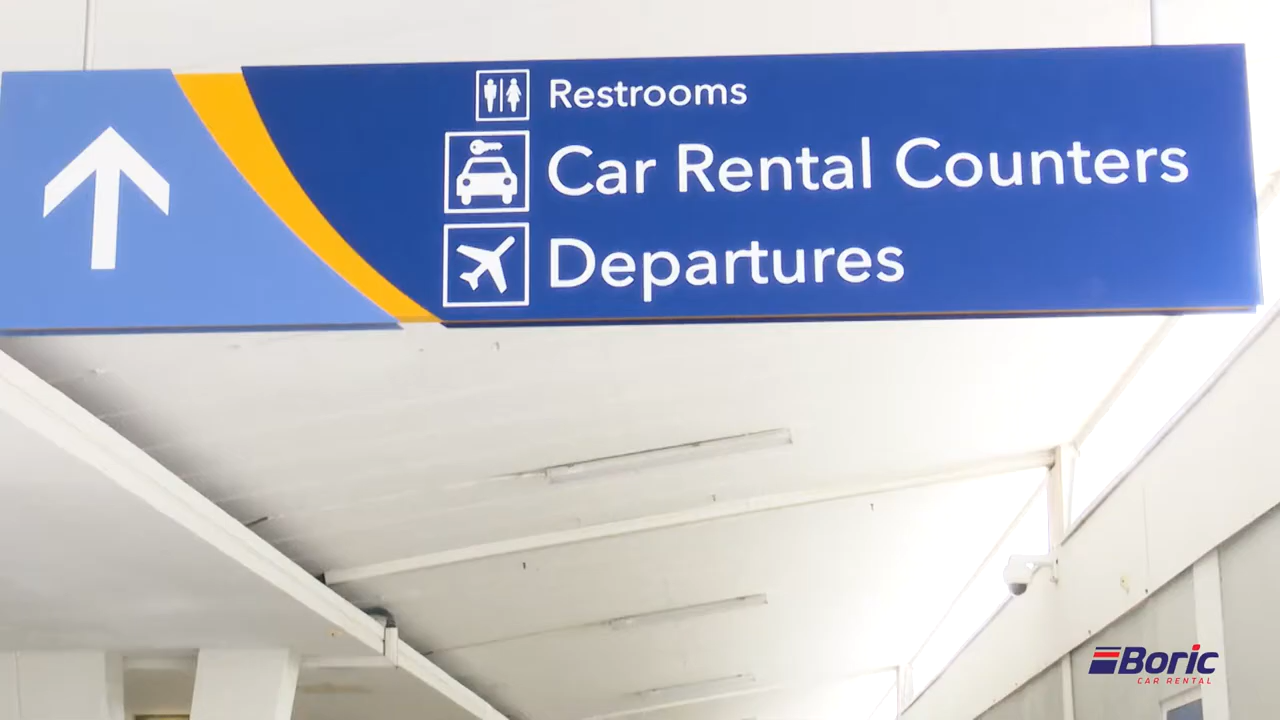 Restrooms
Car Rental Counters
Departures
Boric
CAR RENTAL